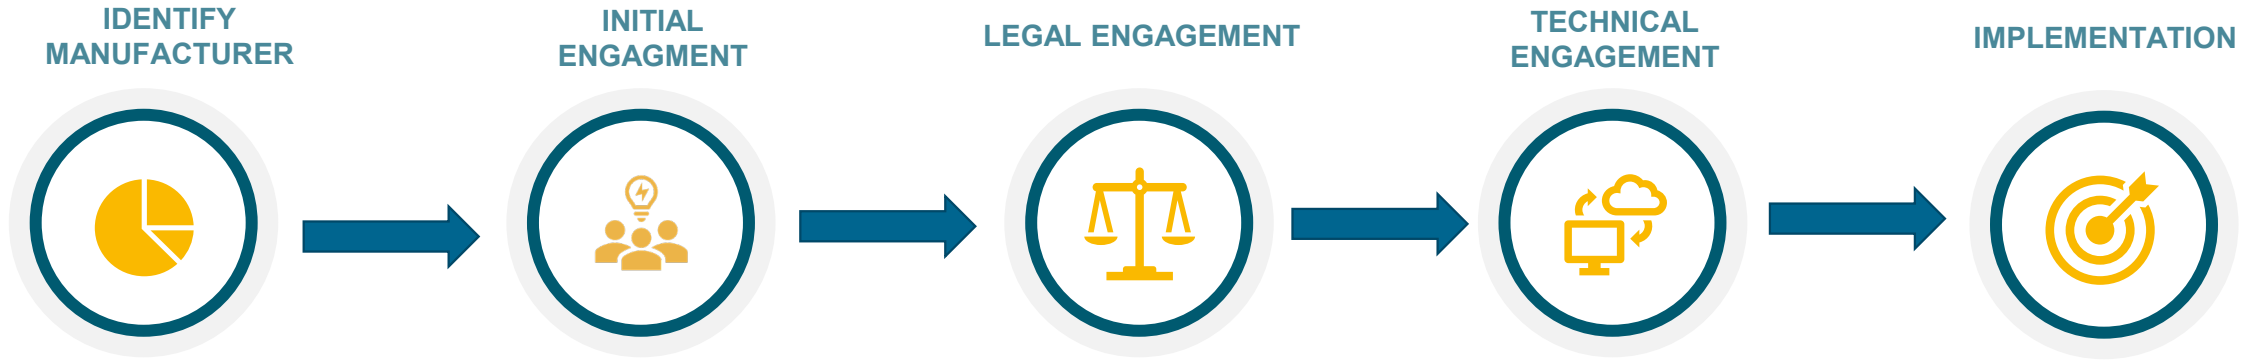 IDENTIFY
MANUFACTURER
INITIAL
ENGAGMENT
LEGAL ENGAGEMENT
TECHNICAL
ENGAGEMENT
IMPLEMENTATION